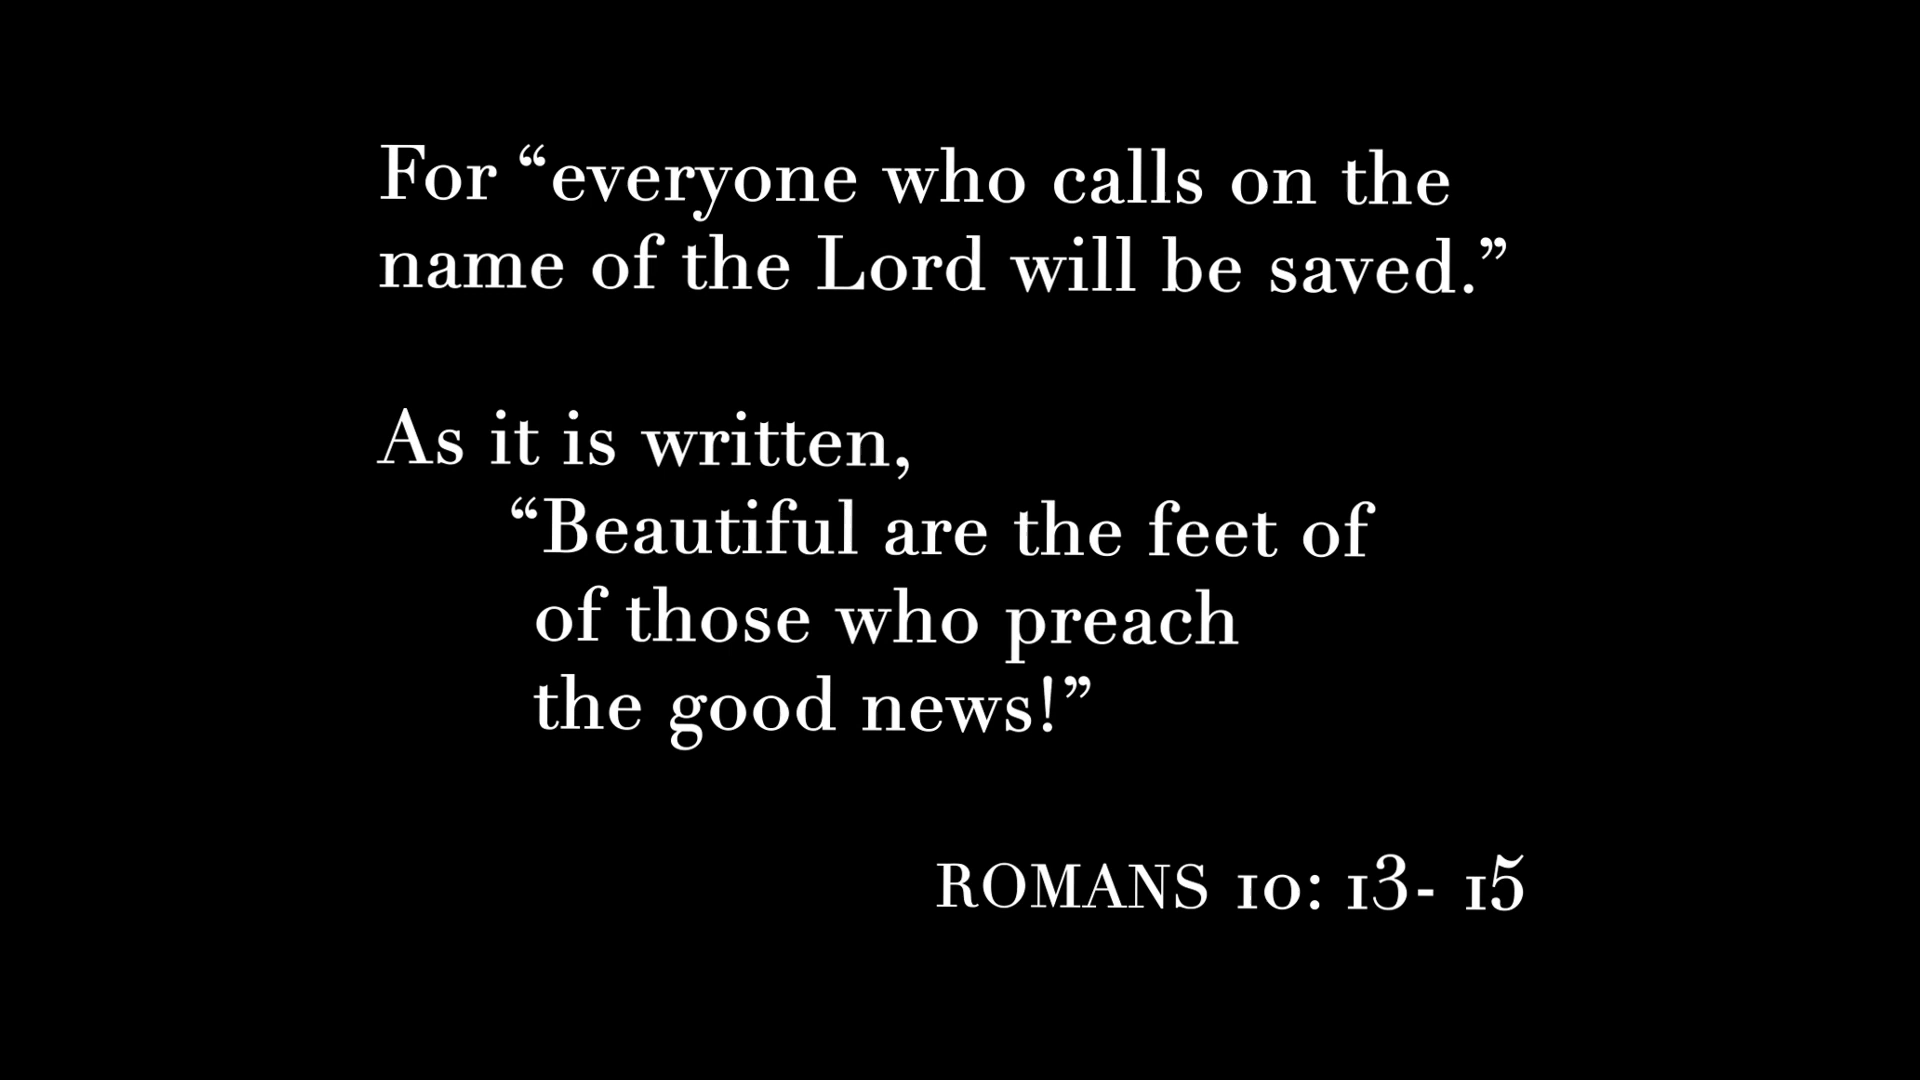 For “everyone who calls on the
name of the Lord will be saved.”
As it is written,
“Beautiful are the feet of
of those who preach
the good news!”
ROMANS 10: 13- 15